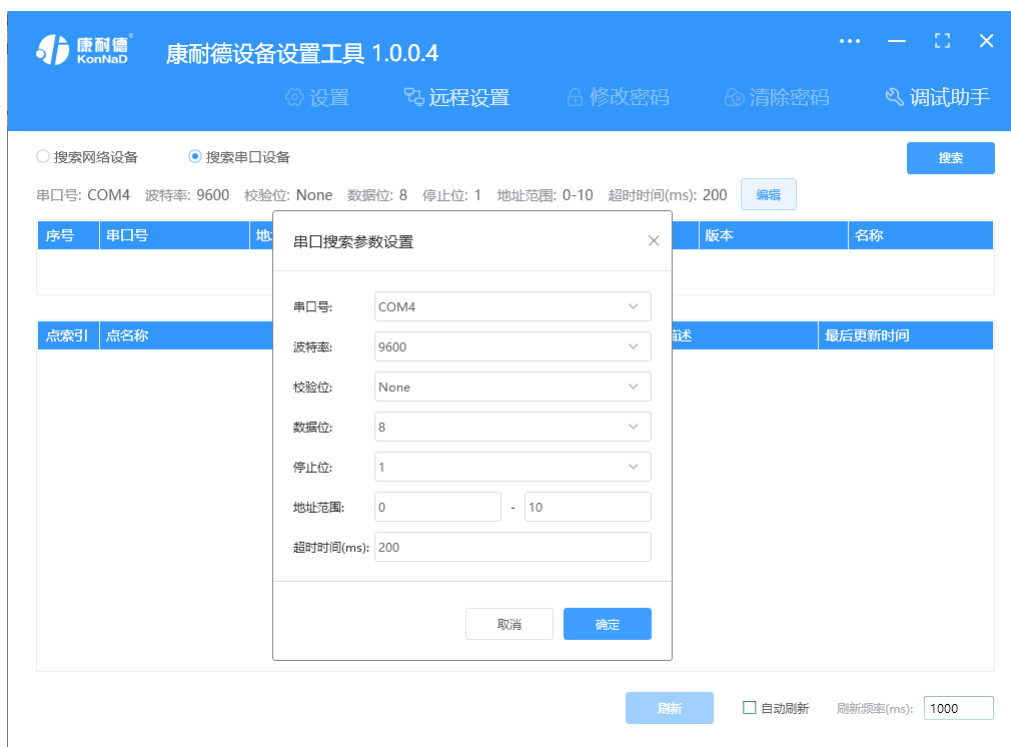 康耐德®
KonNaD
康耐德设备设置工具 1.0.0.4
设置 远程设置 修改密码 清除密码 调试助手
搜索网络设备 搜索串口设备 搜索
串口号: COM4 波特率: 9600 校验位: None 数据位: 8 停止位: 1 地址范围: 0-10 超时时间(ms): 200 编辑
序号 串口号 版本 名称
串口搜索参数设置
串口号: COM4
点索引 点名称 最后更新时间
波特率: 9600
校验位: None
数据位: 8
停止位: 1
地址范围: 0 - 10
超时时间(ms): 200
取消 确定
刷新 自动刷新 刷新频率(ms): 1000